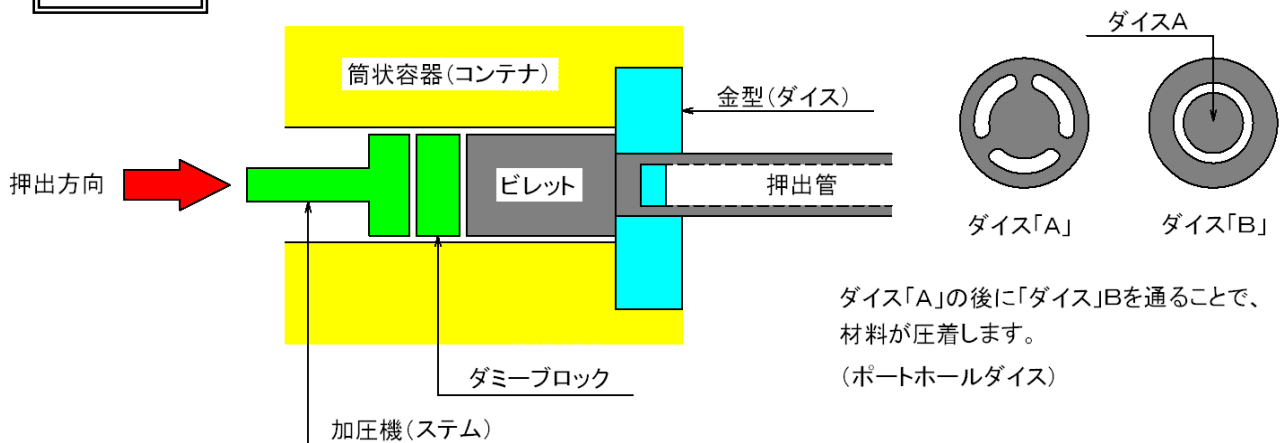 ダイスA
筒状容器(コンテナ)
金型(ダイス)
押出方向
ビレット
押出管
ダイス「A」
ダイス「B」
ダイス「A」の後に「ダイス」Bを通ることで、
材料が圧着します。
(ポートホールダイス)
ダミーブロック
加圧機(ステム)